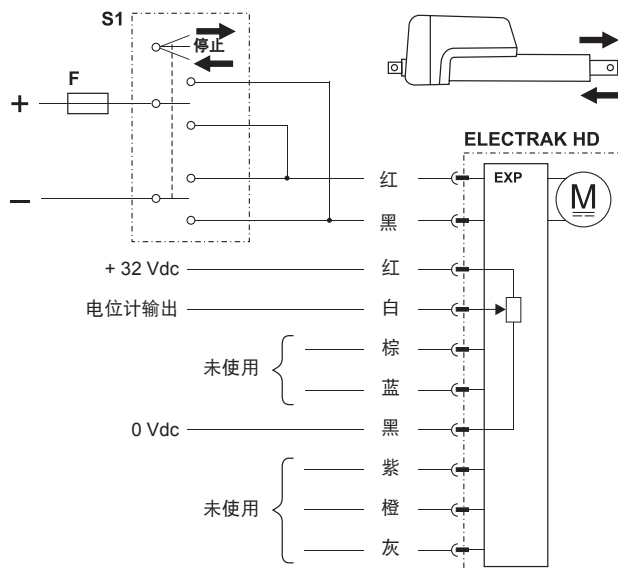 S1
停止
F
+
−
ELECTRAK HD
EXP
M
红
黑
+ 32 Vdc 红
电位计输出 白
未使用
棕
蓝
0 Vdc 黑
未使用
紫
橙
灰